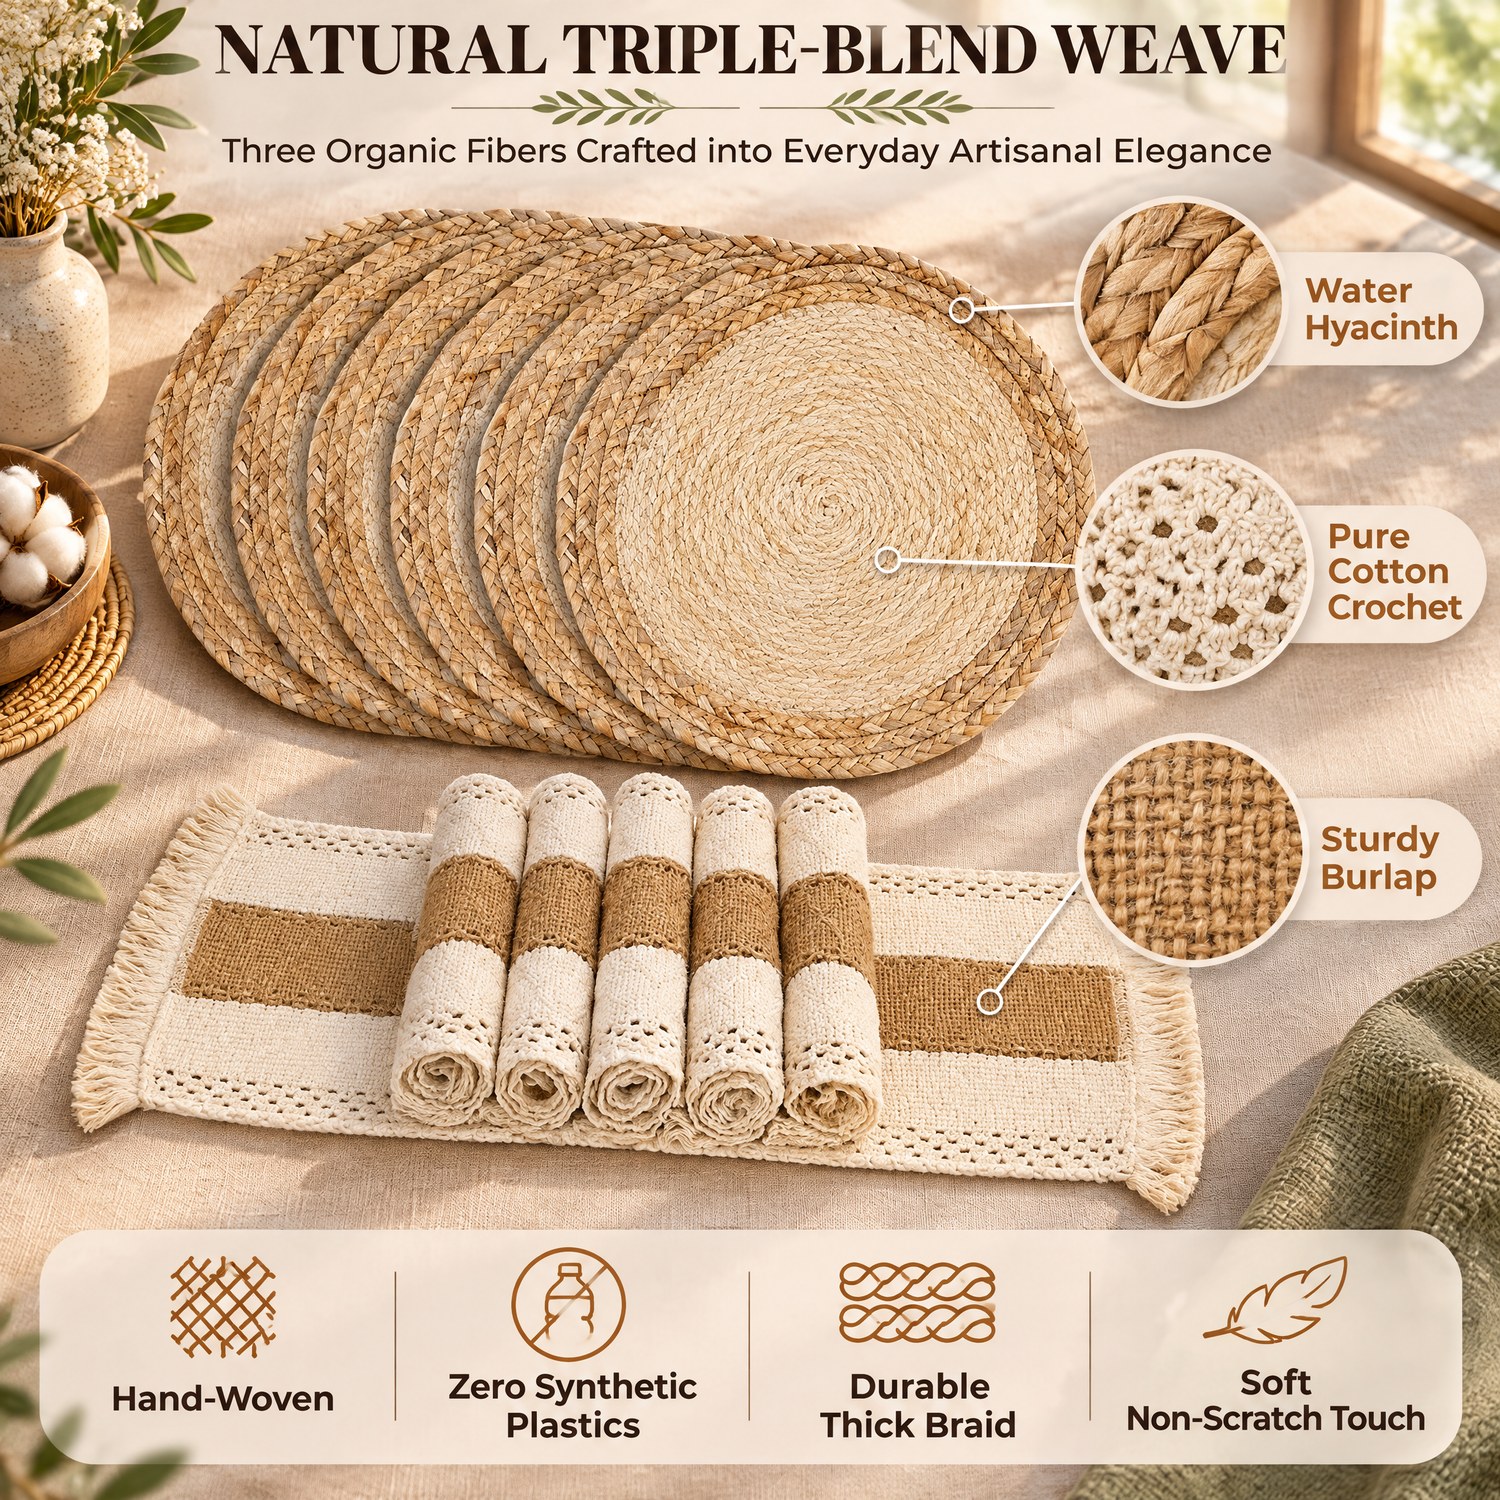 NATURAL TRIPLE-BLEND WEAVE
Three Organic Fibers Crafted into Everyday Artisanal Elegance
Water
Hyacinth
Pure
Cotton
Crochet
Sturdy
Burlap
Hand-Woven
Zero Synthetic
Plastics
Durable
Thick Braid
Soft
Non-Scratch Touch